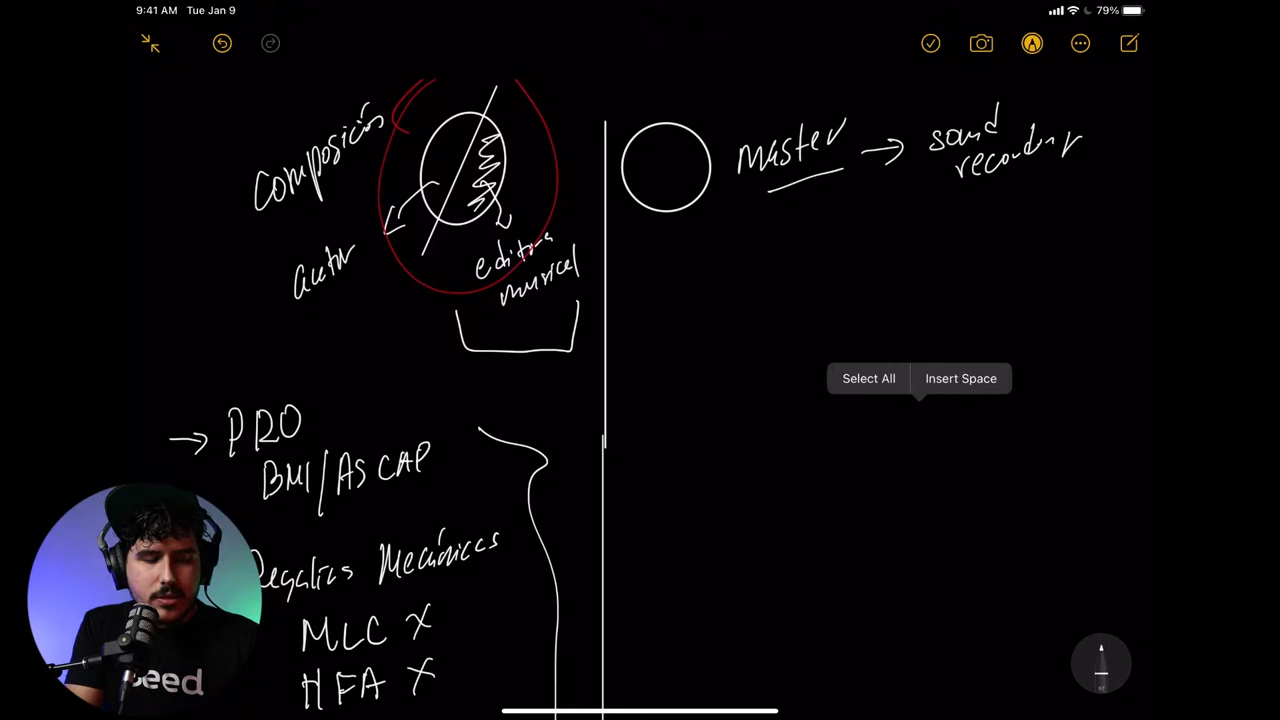 9:41 AM Tue Jan 9
79%
composición
autor
editora
musical
master → sound
recording
Select All
Insert Space
→ PRO
BMI/ASCAP
Regalías Mecánicas
MLC X
HFA X
seed